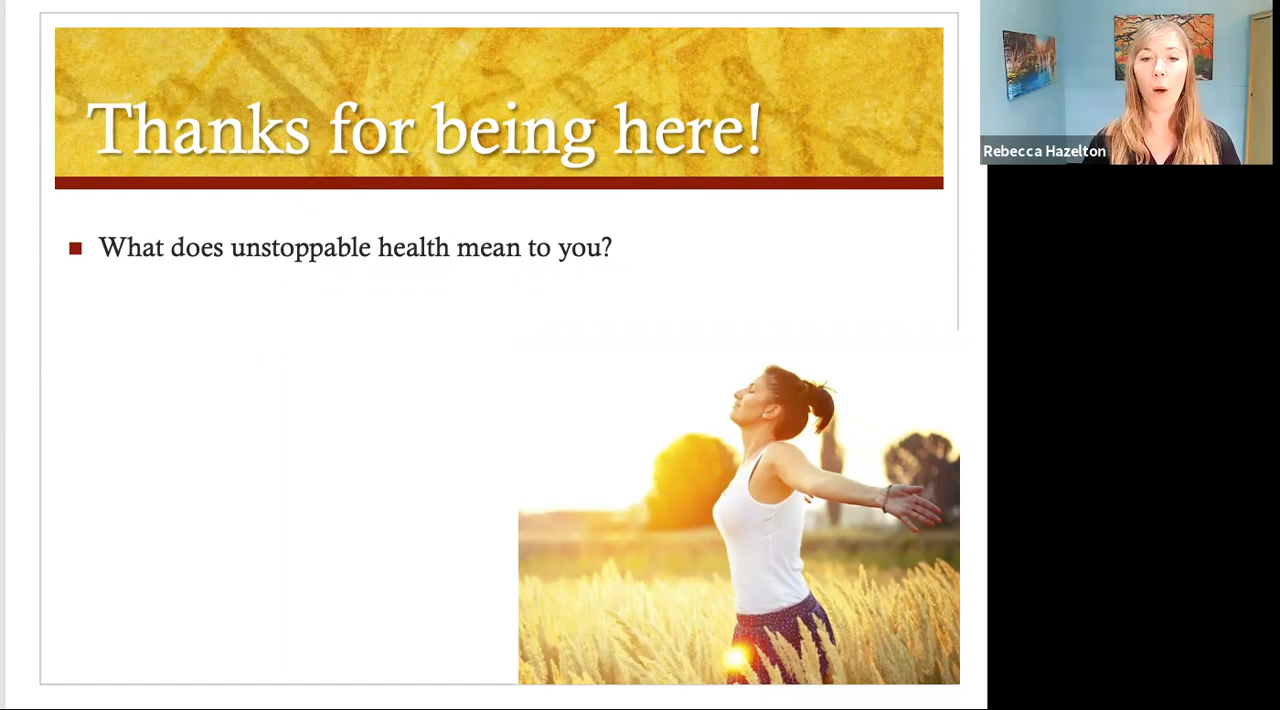 Thanks for being here!
What does unstoppable health mean to you?
Rebecca Hazelton